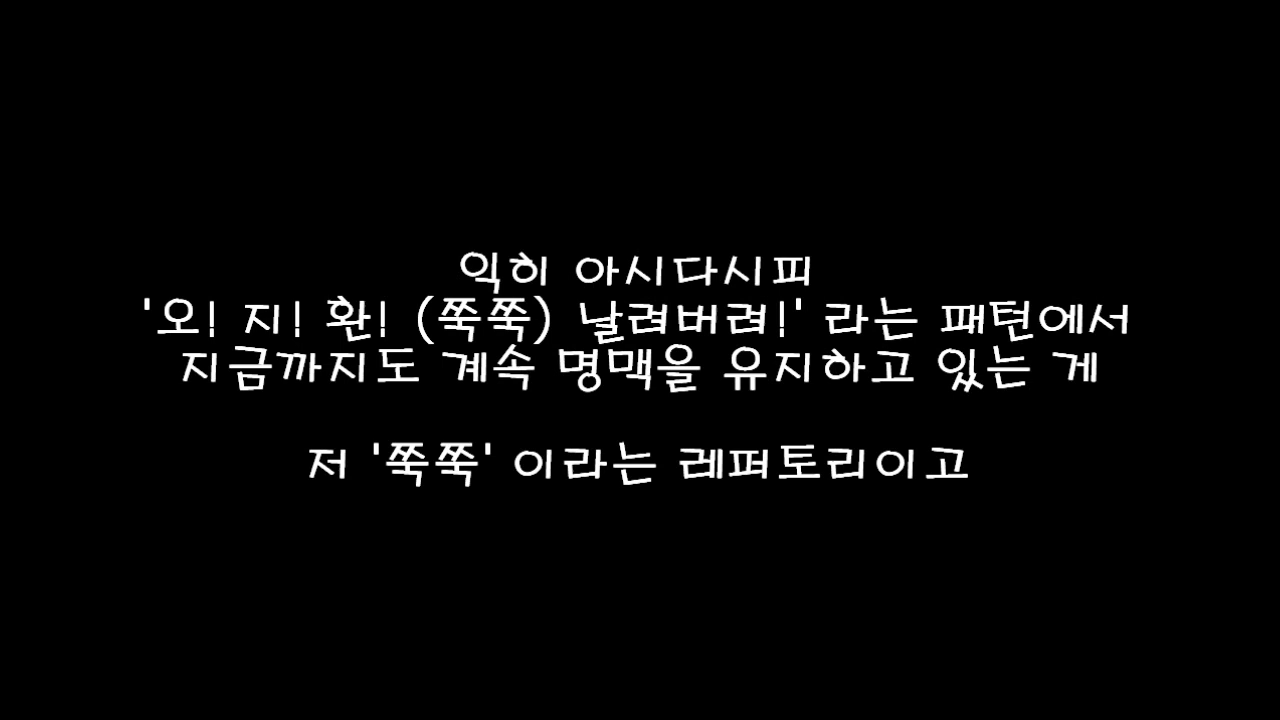 익히 아시다시피
'오! 지! 환! (쭉쭉) 날려버려!' 라는 패턴에서
지금까지도 계속 명맥을 유지하고 있는 게
저 '쭉쭉' 이라는 레퍼토리이고